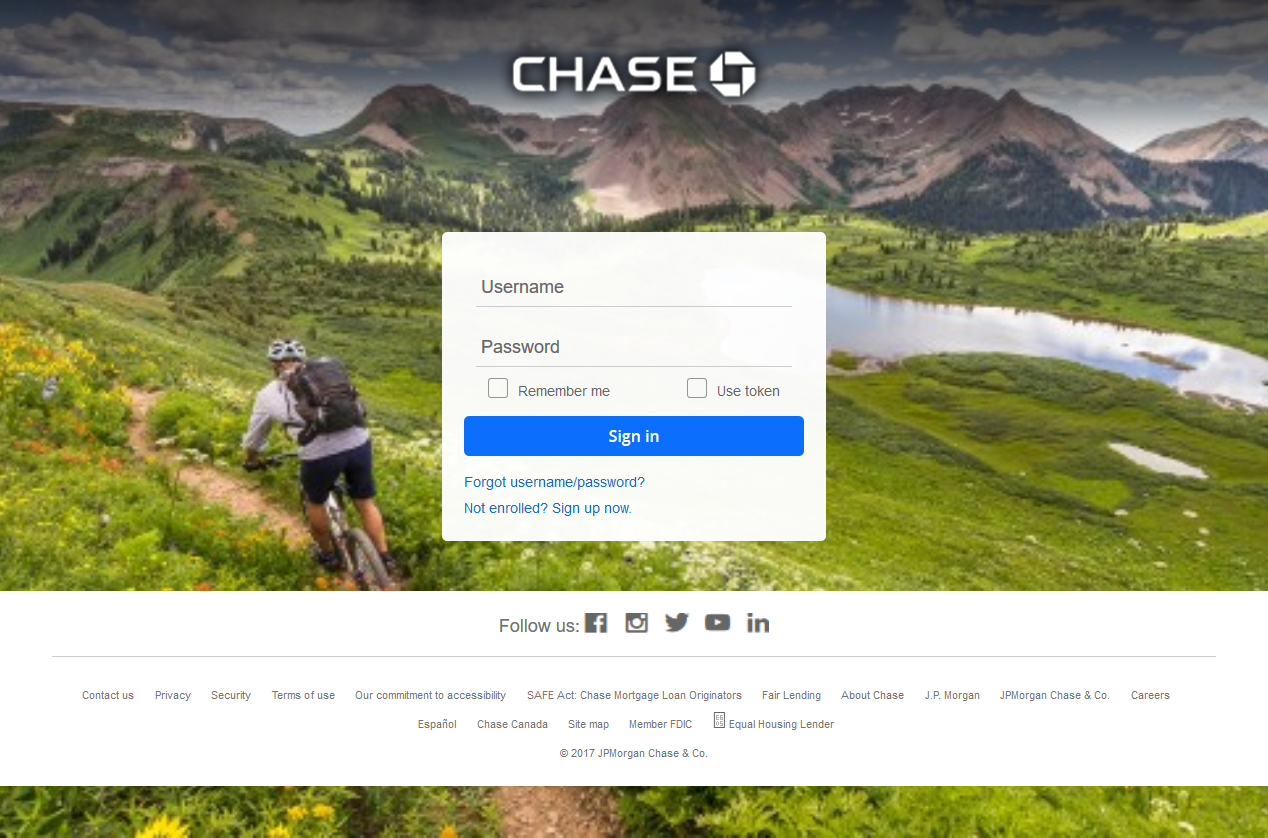 CHASE
Username
Password
Remember me Use token
Sign in
Forgot username/password?
Not enrolled? Sign up now.
Follow us:
Contact us Privacy Security Terms of use Our commitment to accessibility SAFE Act: Chase Mortgage Loan Originators Fair Lending About Chase J.P. Morgan JPMorgan Chase & Co. Careers
Español Chase Canada Site map Member FDIC Equal Housing Lender
© 2017 JPMorgan Chase & Co.